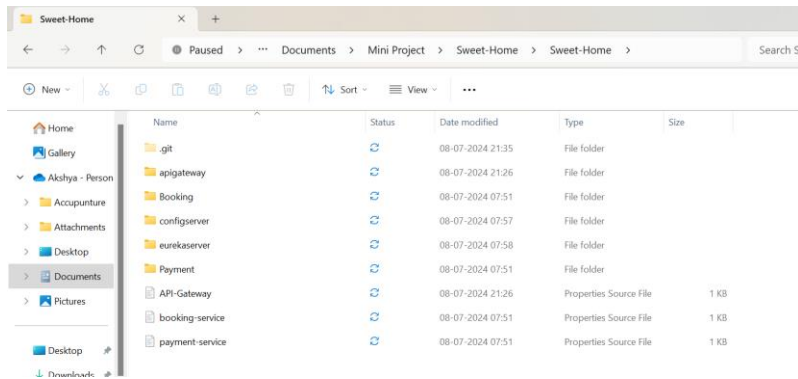 Sweet-Home
Paused > ... Documents > Mini Project > Sweet-Home > Sweet-Home >
Search S
New
Sort
View
...
Name Status Date modified Type Size
Home
Gallery
Akshya - Person
Accupunture
Attachments
Desktop
Documents
Pictures
Desktop
Downloads
.git 08-07-2024 21:35 File folder
apigateway 08-07-2024 21:26 File folder
Booking 08-07-2024 07:51 File folder
configserver 08-07-2024 07:57 File folder
eurekaserver 08-07-2024 07:58 File folder
Payment 08-07-2024 07:51 File folder
API-Gateway 08-07-2024 21:26 Properties Source File 1 KB
booking-service 08-07-2024 07:51 Properties Source File 1 KB
payment-service 08-07-2024 07:51 Properties Source File 1 KB